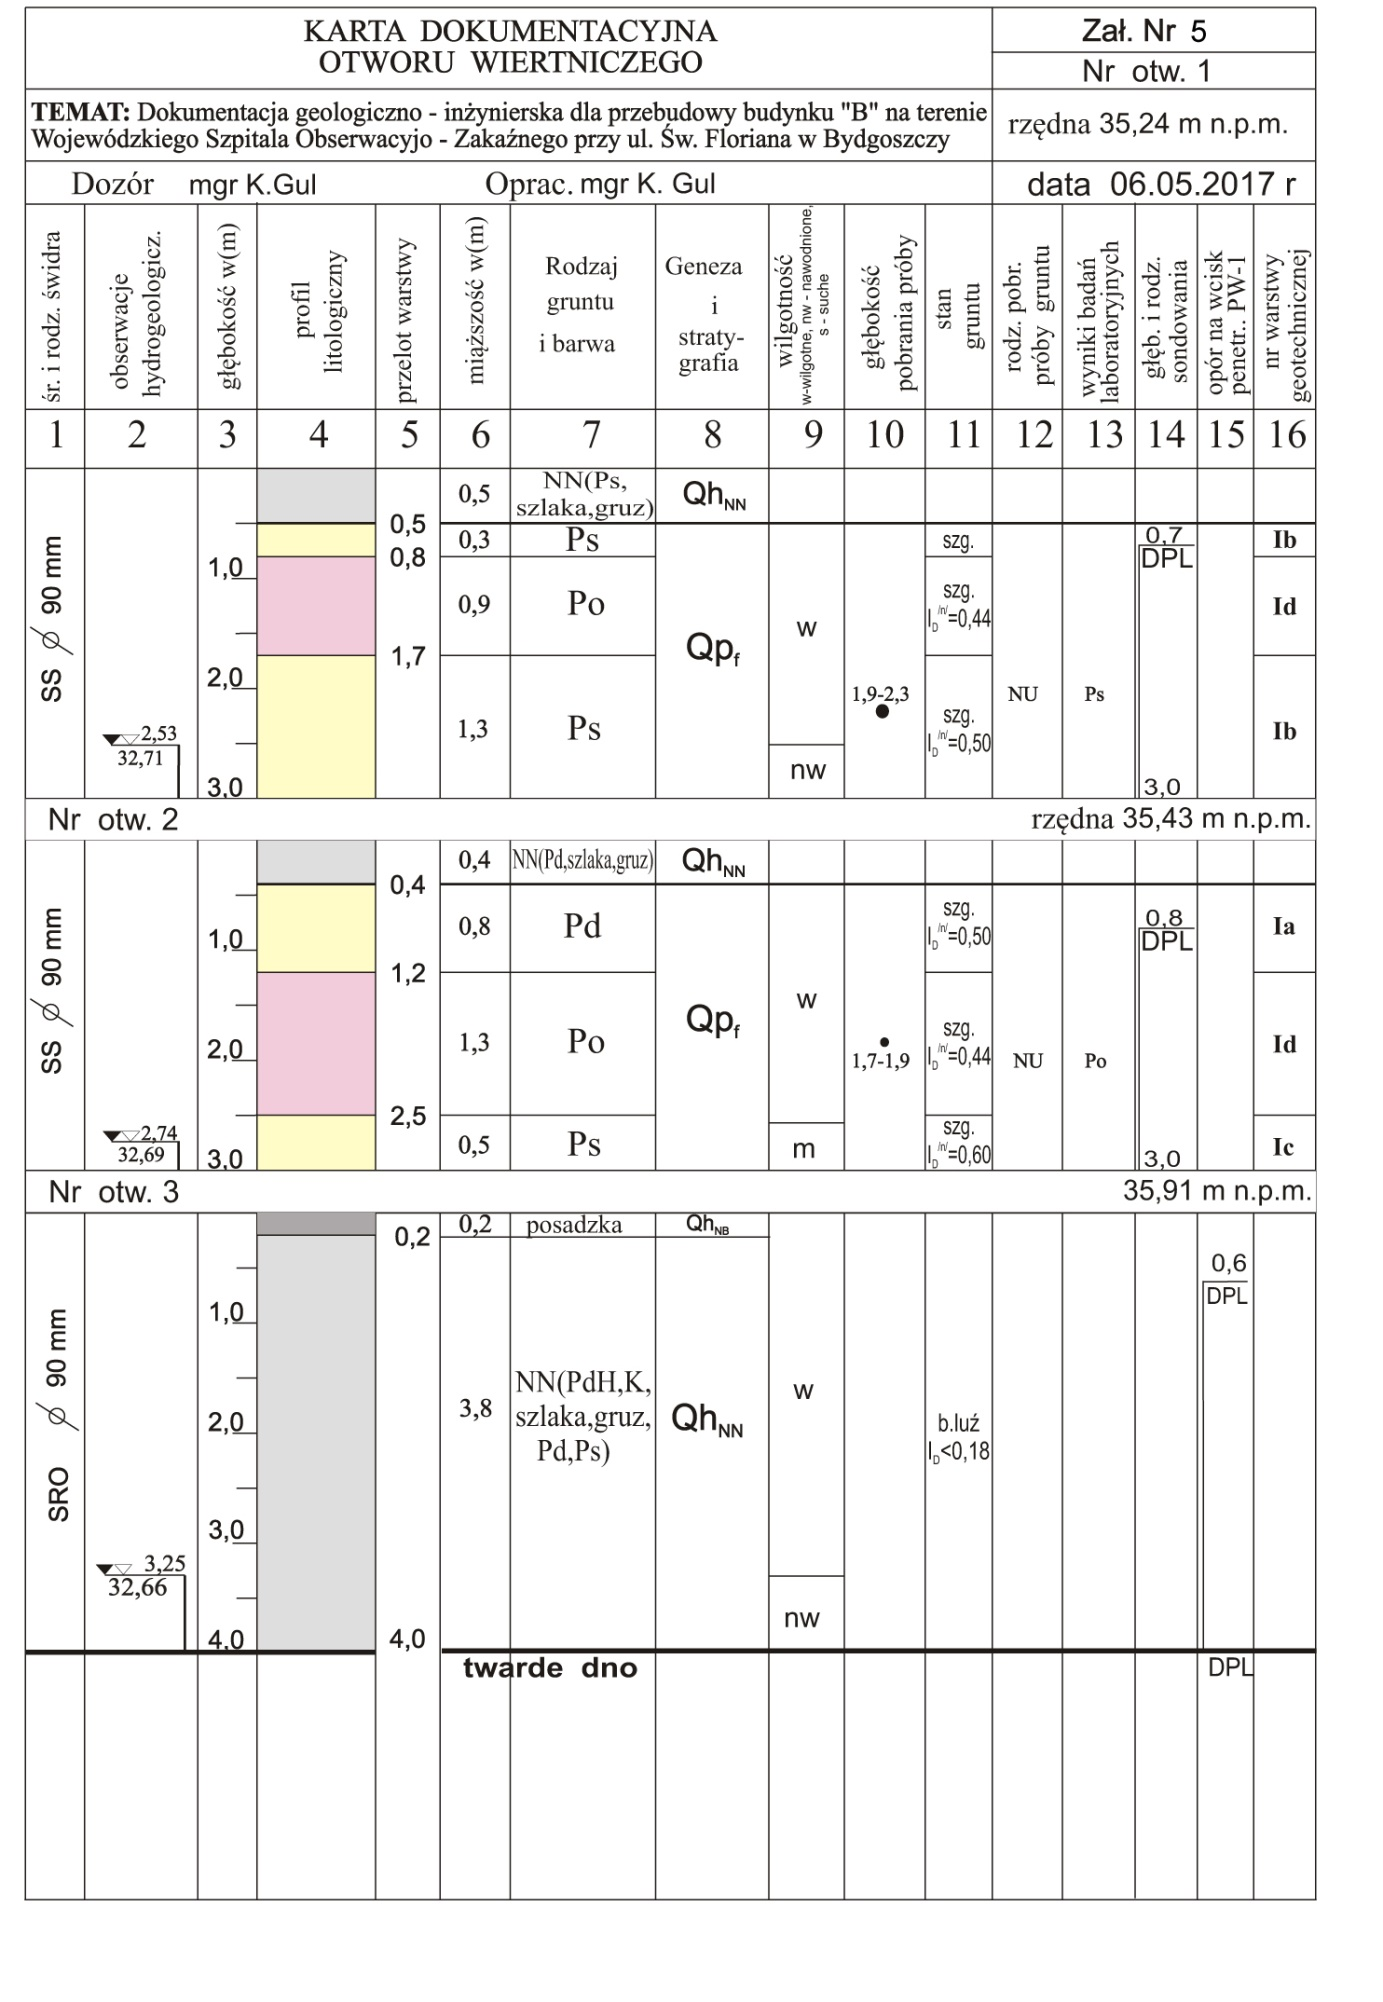 KARTA DOKUMENTACYJNA
OTWORU WIERTNICZEGO
Zał. Nr 5
Nr otw. 1
TEMAT: Dokumentacja geologiczno - inżynierska dla przebudowy budynku "B" na terenie
Wojewódzkiego Szpitala Obserwacyjo - Zakaźnego przy ul. Św. Floriana w Bydgoszczy
rzędna 35,24 m n.p.m.
Dozór mgr K.Gul Oprac. mgr K. Gul data 06.05.2017 r
śr. i rodz. świdra
obserwacje
hydrogeologicz.
głębokość w(m)
profil
litologiczny
przelot warstwy
miąższość w(m)
Rodzaj
gruntu
i barwa
Geneza
i
straty-
grafia
wilgotność
w-wilgotne, nw - nawodnione,
s - suche
głębokość
pobrania próby
stan
gruntu
rodz. pobr.
próby gruntu
wyniki badań
laboratoryjnych
głęb. i rodz.
sondowania
opór na wcisk
penetr.. PW-1
nr warstwy
geotechnicznej
1 2 3 4 5 6 7 8 9 10 11 12 13 14 15 16
SS ⌀ 90 mm
2,53
32,71
1,0
2,0
3,0
0,5
0,8
1,7
0,5
NN(Ps,
szlaka,gruz)
QhNN
0,3 Ps szg. 0,7 Ib
DPL
0,9 Po szg. Id
ID/n/=0,44
Qpf
w
1,3 Ps szg. Ib
ID/n/=0,50
nw
1,9-2,3
NU Ps
3,0
Nr otw. 2 rzędna 35,43 m n.p.m.
SS ⌀ 90 mm
2,74
32,69
1,0
2,0
3,0
0,4
1,2
2,5
0,4 NN(Pd,szlaka,gruz) QhNN
0,8 Pd szg. 0,8 Ia
ID/n/=0,50 DPL
Qpf
w
1,3 Po szg. Id
ID/n/=0,44
1,7-1,9 NU Po
0,5 Ps m szg. Ic
ID/n/=0,60
3,0
Nr otw. 3 35,91 m n.p.m.
SRO ⌀ 90 mm
3,25
32,66
1,0
2,0
3,0
4,0
0,2
4,0
0,2 posadzka QhNB
0,6
DPL
3,8
NN(PdH,K,
szlaka,gruz,
Pd,Ps)
QhNN
w
nw
b.luź
ID<0,18
twarde dno DPL